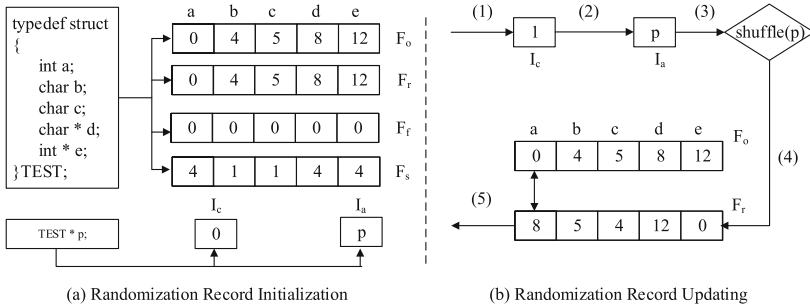 typedef struct
{
int a;
char b;
char c;
char * d;
int * e;
}TEST;
a b c d e
0 4 5 8 12 Fo
0 4 5 8 12 Fr
0 0 0 0 0 Ff
4 1 1 4 4 Fs
Ic Ia
TEST * p; 0 p
(a) Randomization Record Initialization
(1) (2) (3)
1 p shuffle(p)
Ic Ia
(4)
a b c d e
0 4 5 8 12 Fo
(5) 8 5 4 12 0 Fr
(b) Randomization Record Updating